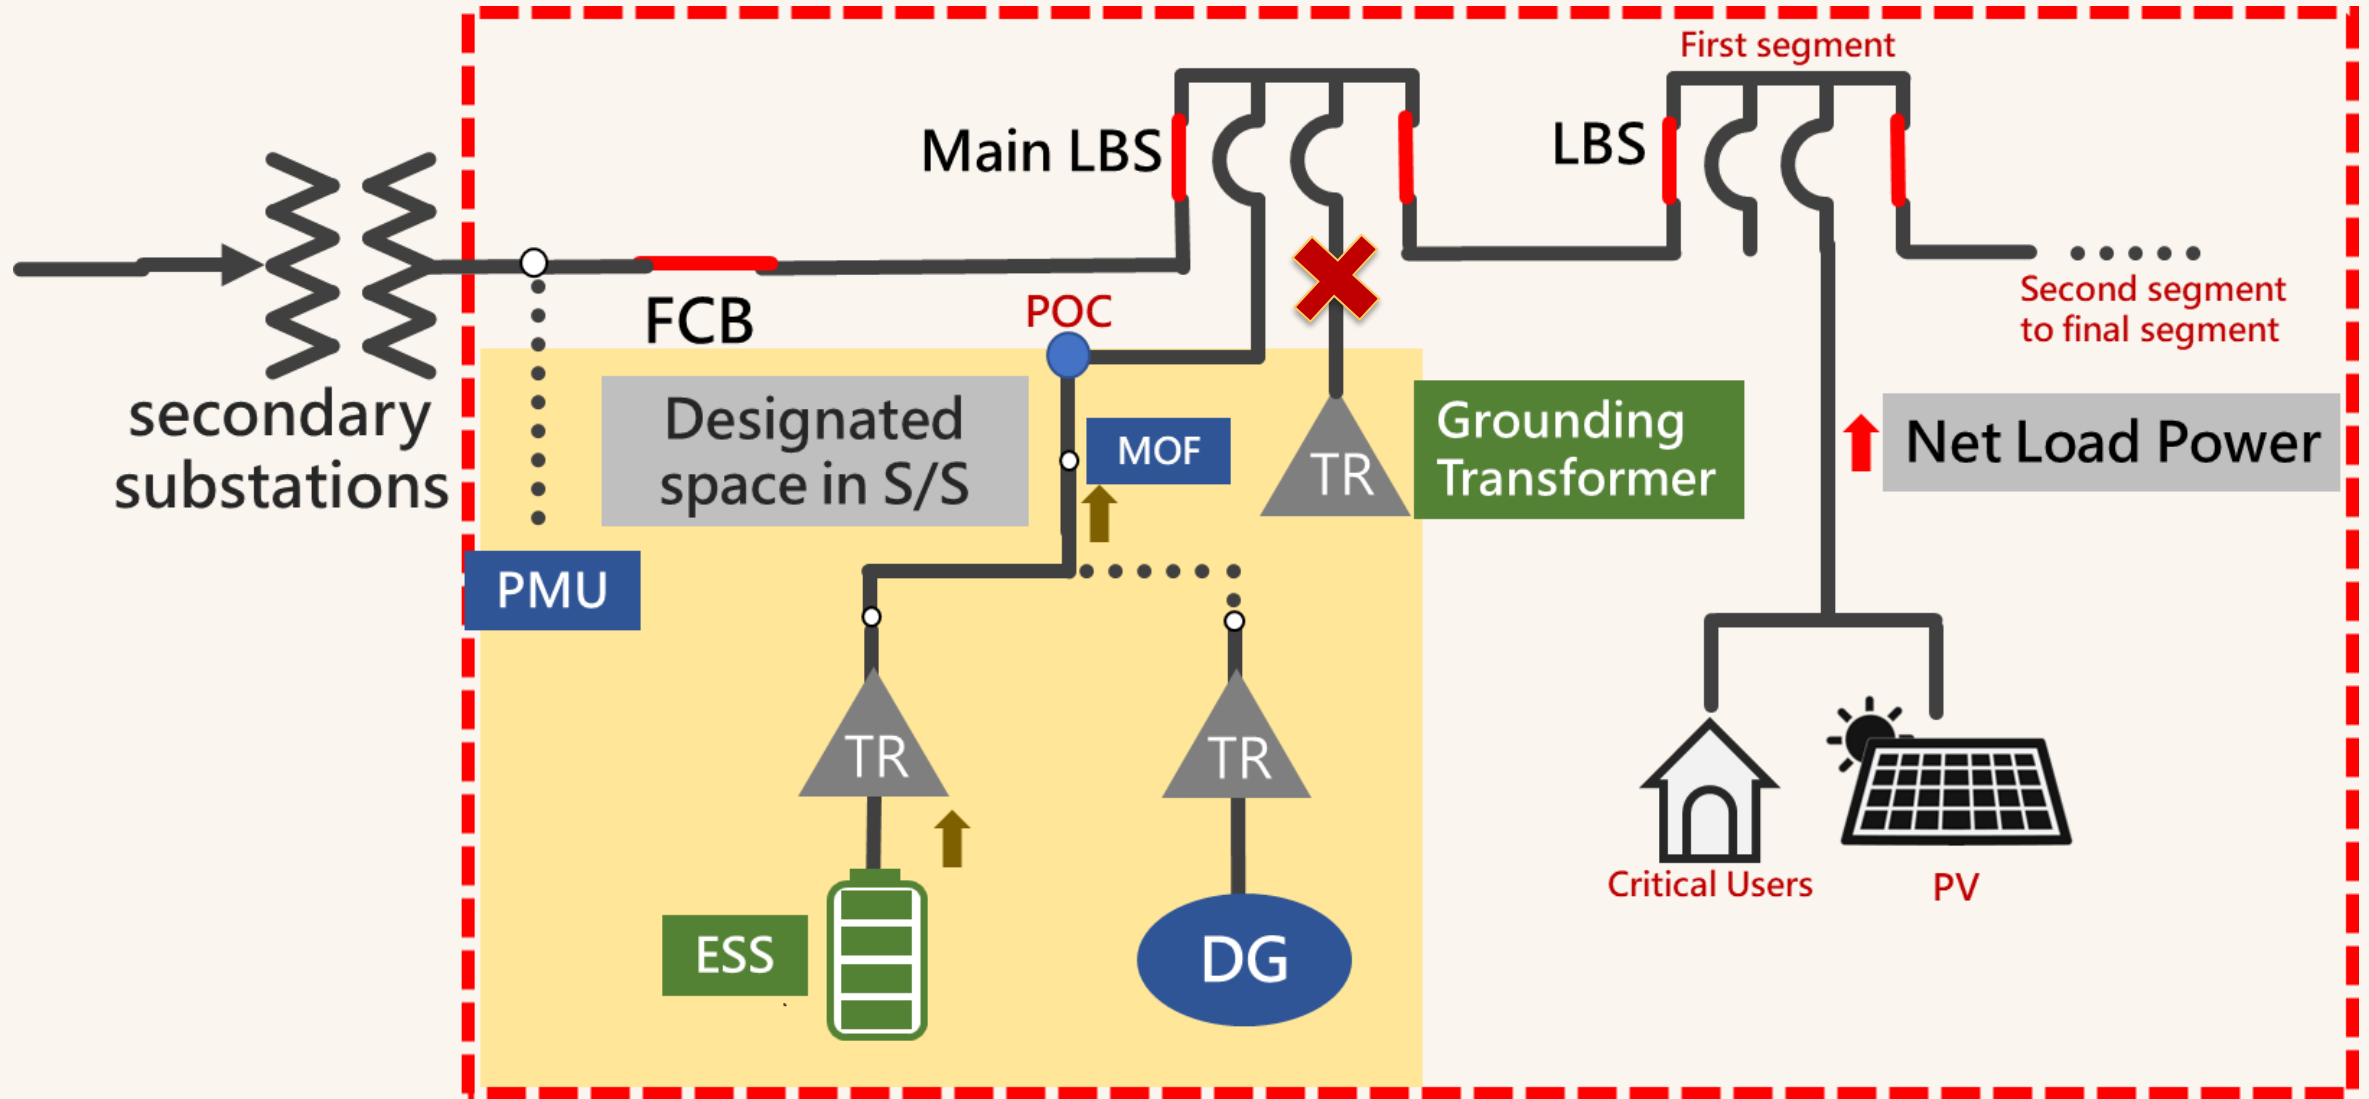 First segment
Main LBS
LBS
Second segment
to final segment
FCB
POC
secondary
substations
Designated
space in S/S
MOF
TR
Grounding
Transformer
Net Load Power
PMU
TR
TR
ESS
DG
Critical Users
PV